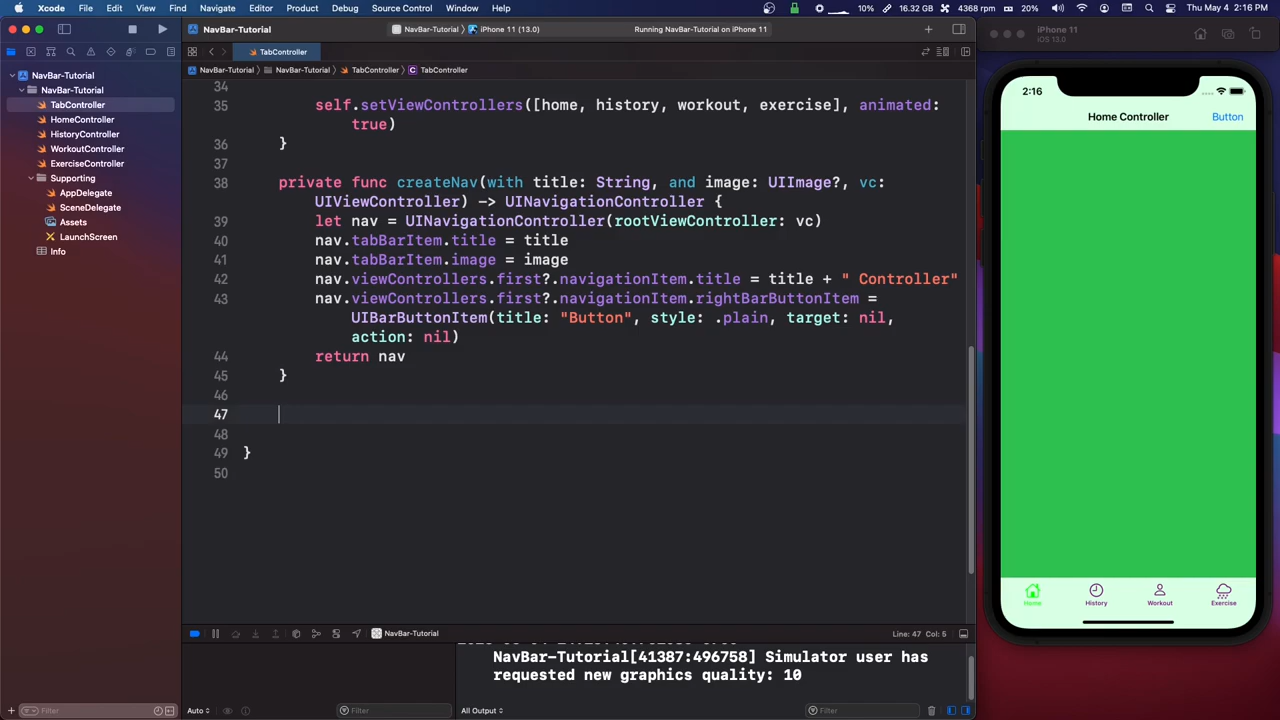 Xcode File Edit View Find Navigate Editor Product Debug Source Control Window Help 10% 16.32 GB 4368 rpm 20% Thu May 4 2:16 PM
NavBar-Tutorial NavBar-Tutorial iPhone 11 (13.0) Running NavBar-Tutorial on iPhone 11
TabController
NavBar-Tutorial NavBar-Tutorial TabController C TabController
NavBar-Tutorial
NavBar-Tutorial
TabController
HomeController
HistoryController
WorkoutController
ExerciseController
Supporting
AppDelegate
SceneDelegate
Assets
LaunchScreen
Info
Filter
34
35 self.setViewControllers([home, history, workout, exercise], animated:
true)
36 }
37
38 private func createNav(with title: String, and image: UIImage?, vc:
UIViewController) -> UINavigationController {
39 let nav = UINavigationController(rootViewController: vc)
40 nav.tabBarItem.title = title
41 nav.tabBarItem.image = image
42 nav.viewControllers.first?.navigationItem.title = title + " Controller"
43 nav.viewControllers.first?.navigationItem.rightBarButtonItem =
UIBarButtonItem(title: "Button", style: .plain, target: nil,
action: nil)
44 return nav
45 }
46
47
48
49 }
50
NavBar-Tutorial Line: 47 Col: 5
NavBar-Tutorial[41387:496758] Simulator user has
requested new graphics quality: 10
Auto Filter All Output Filter
iPhone 11
iOS 13.0
2:16
Home Controller Button
Home History Workout Exercise